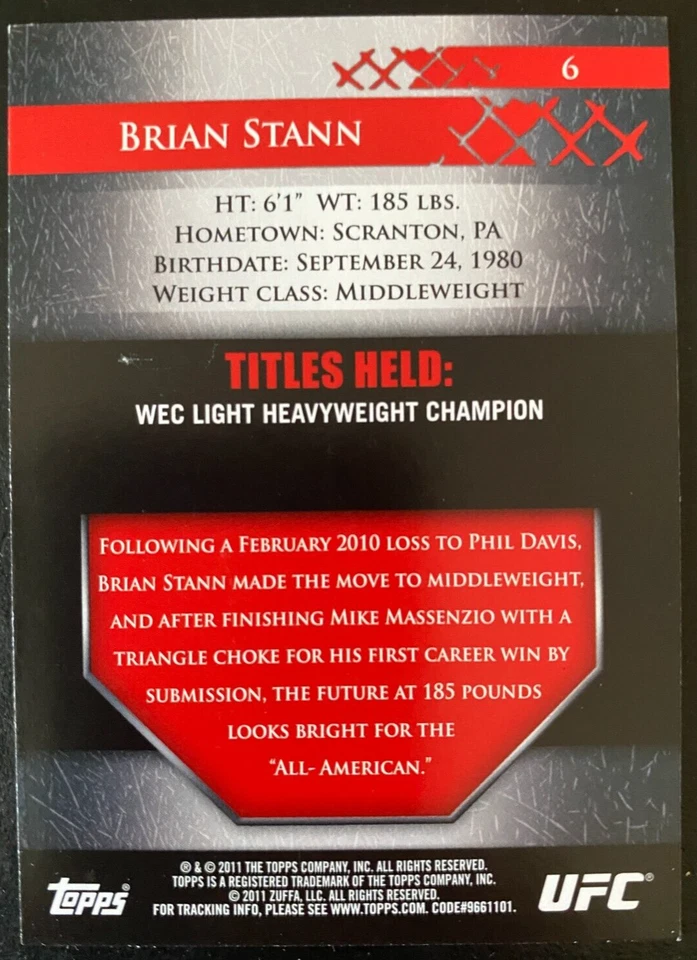 6
BRIAN STANN
HT: 6'1" WT: 185 LBS.
HOMETOWN: SCRANTON, PA
BIRTHDATE: SEPTEMBER 24, 1980
WEIGHT CLASS: MIDDLEWEIGHT
TITLES HELD:
WEC LIGHT HEAVYWEIGHT CHAMPION
FOLLOWING A FEBRUARY 2010 LOSS TO PHIL DAVIS,
BRIAN STANN MADE THE MOVE TO MIDDLEWEIGHT,
AND AFTER FINISHING MIKE MASSENZIO WITH A
TRIANGLE CHOKE FOR HIS FIRST CAREER WIN BY
SUBMISSION, THE FUTURE AT 185 POUNDS
LOOKS BRIGHT FOR THE
"ALL-AMERICAN."
® & © 2011 THE TOPPS COMPANY, INC. ALL RIGHTS RESERVED.
TOPPS IS A REGISTERED TRADEMARK OF THE TOPPS COMPANY, INC.
© 2011 ZUFFA, LLC. ALL RIGHTS RESERVED.
FOR TRACKING INFO, PLEASE SEE WWW.TOPPS.COM. CODE#9661101.
TOPPS®
UFC®